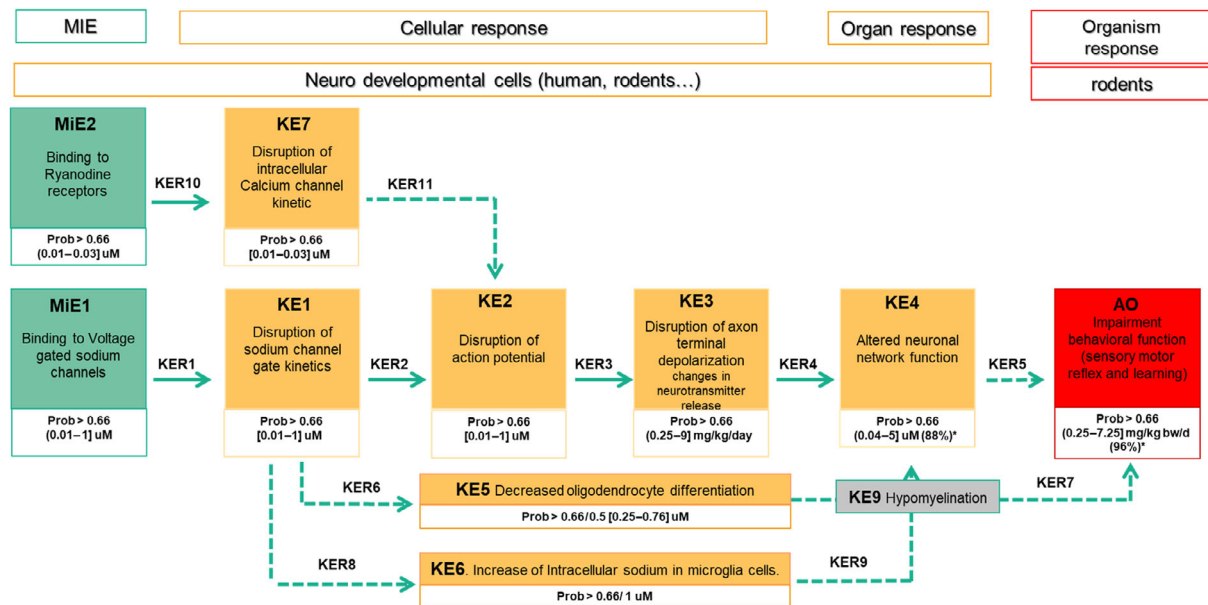 MIE
Cellular response
Organ response
Organism
response
Neuro developmental cells (human, rodents…)
rodents
MiE2
Binding to
Ryanodine
receptors
Prob > 0.66
(0.01–0.03] uM
KER10
KE7
Disruption of
intracellular
Calcium channel
kinetic
Prob > 0.66
[0.01–0.03] uM
KER11
MiE1
Binding to Voltage
gated sodium
channels
Prob > 0.66
(0.01–1] uM
KER1
KE1
Disruption of
sodium channel
gate kinetics
Prob > 0.66
[0.01–1] uM
KER2
KE2
Disruption of
action potential
Prob > 0.66
[0.01–1] uM
KER3
KE3
Disruption of axon
terminal
depolarization
changes in
neurotransmitter
release
Prob > 0.66
(0.25–9] mg/kg/day
KER4
KE4
Altered neuronal
network function
Prob > 0.66
(0.04–5] uM (88%)*
KER5
AO
Impairment
behavioral function
(sensory motor
reflex and learning)
Prob > 0.66
(0.25–7.25] mg/kg bw/d
(96%)*
KER6
KE5 Decreased oligodendrocyte differentiation
Prob > 0.66/0.5 [0.25–0.76] uM
KE9 Hypomyelination
KER7
KER8
KE6. Increase of Intracellular sodium in microglia cells.
Prob > 0.66/ 1 uM
KER9